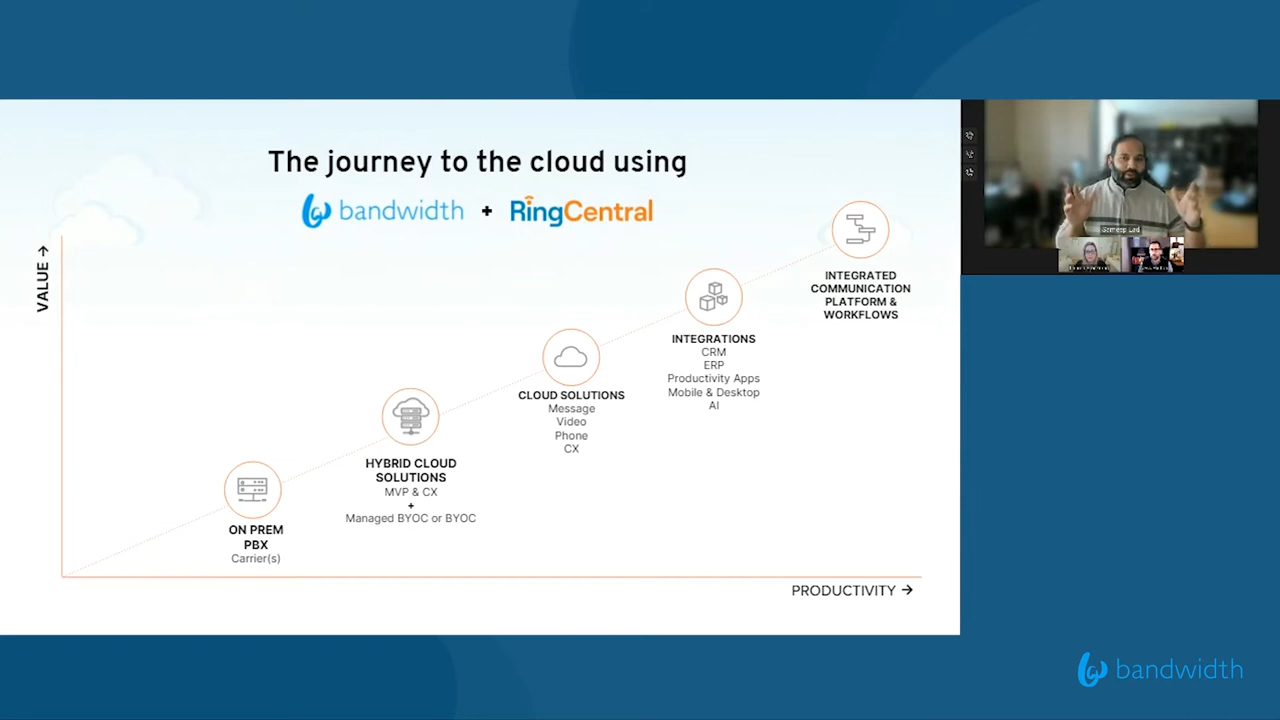 The journey to the cloud using
bandwidth + RingCentral
VALUE →
ON PREM
PBX
Carrier(s)
HYBRID CLOUD
SOLUTIONS
MVP & CX
+
Managed BYOC or BYOC
CLOUD SOLUTIONS
Message
Video
Phone
CX
INTEGRATIONS
CRM
ERP
Productivity Apps
Mobile & Desktop
AI
INTEGRATED
COMMUNICATION
PLATFORM &
WORKFLOWS
PRODUCTIVITY →
Sameep Lad
bandwidth